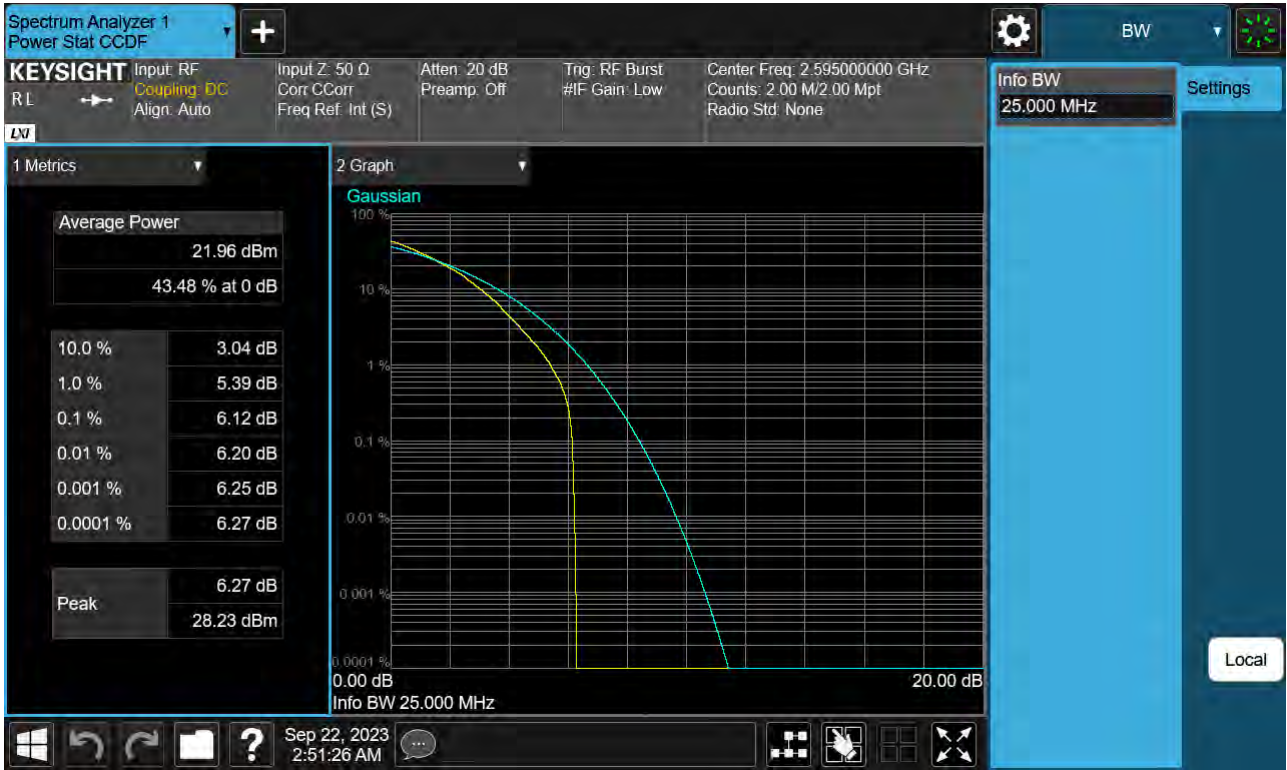 Spectrum Analyzer 1
Power Stat CCDF
BW
KEYSIGHT
RL
LXI
Input: RF
Coupling: DC
Align: Auto
Input Z: 50 Ω
Corr CCorr
Freq Ref: Int (S)
Atten: 20 dB
Preamp: Off
Trig: RF Burst
#IF Gain: Low
Center Freq: 2.595000000 GHz
Counts: 2.00 M/2.00 Mpt
Radio Std: None
Info BW
25.000 MHz
Settings
1 Metrics
Average Power
21.96 dBm
43.48 % at 0 dB
10.0 % 3.04 dB
1.0 % 5.39 dB
0.1 % 6.12 dB
0.01 % 6.20 dB
0.001 % 6.25 dB
0.0001 % 6.27 dB
Peak
6.27 dB
28.23 dBm
2 Graph
Gaussian
100 %
10 %
1 %
0.1 %
0.01 %
0.001 %
0.0001 %
0.00 dB 20.00 dB
Info BW 25.000 MHz
Local
?
Sep 22, 2023
2:51:26 AM